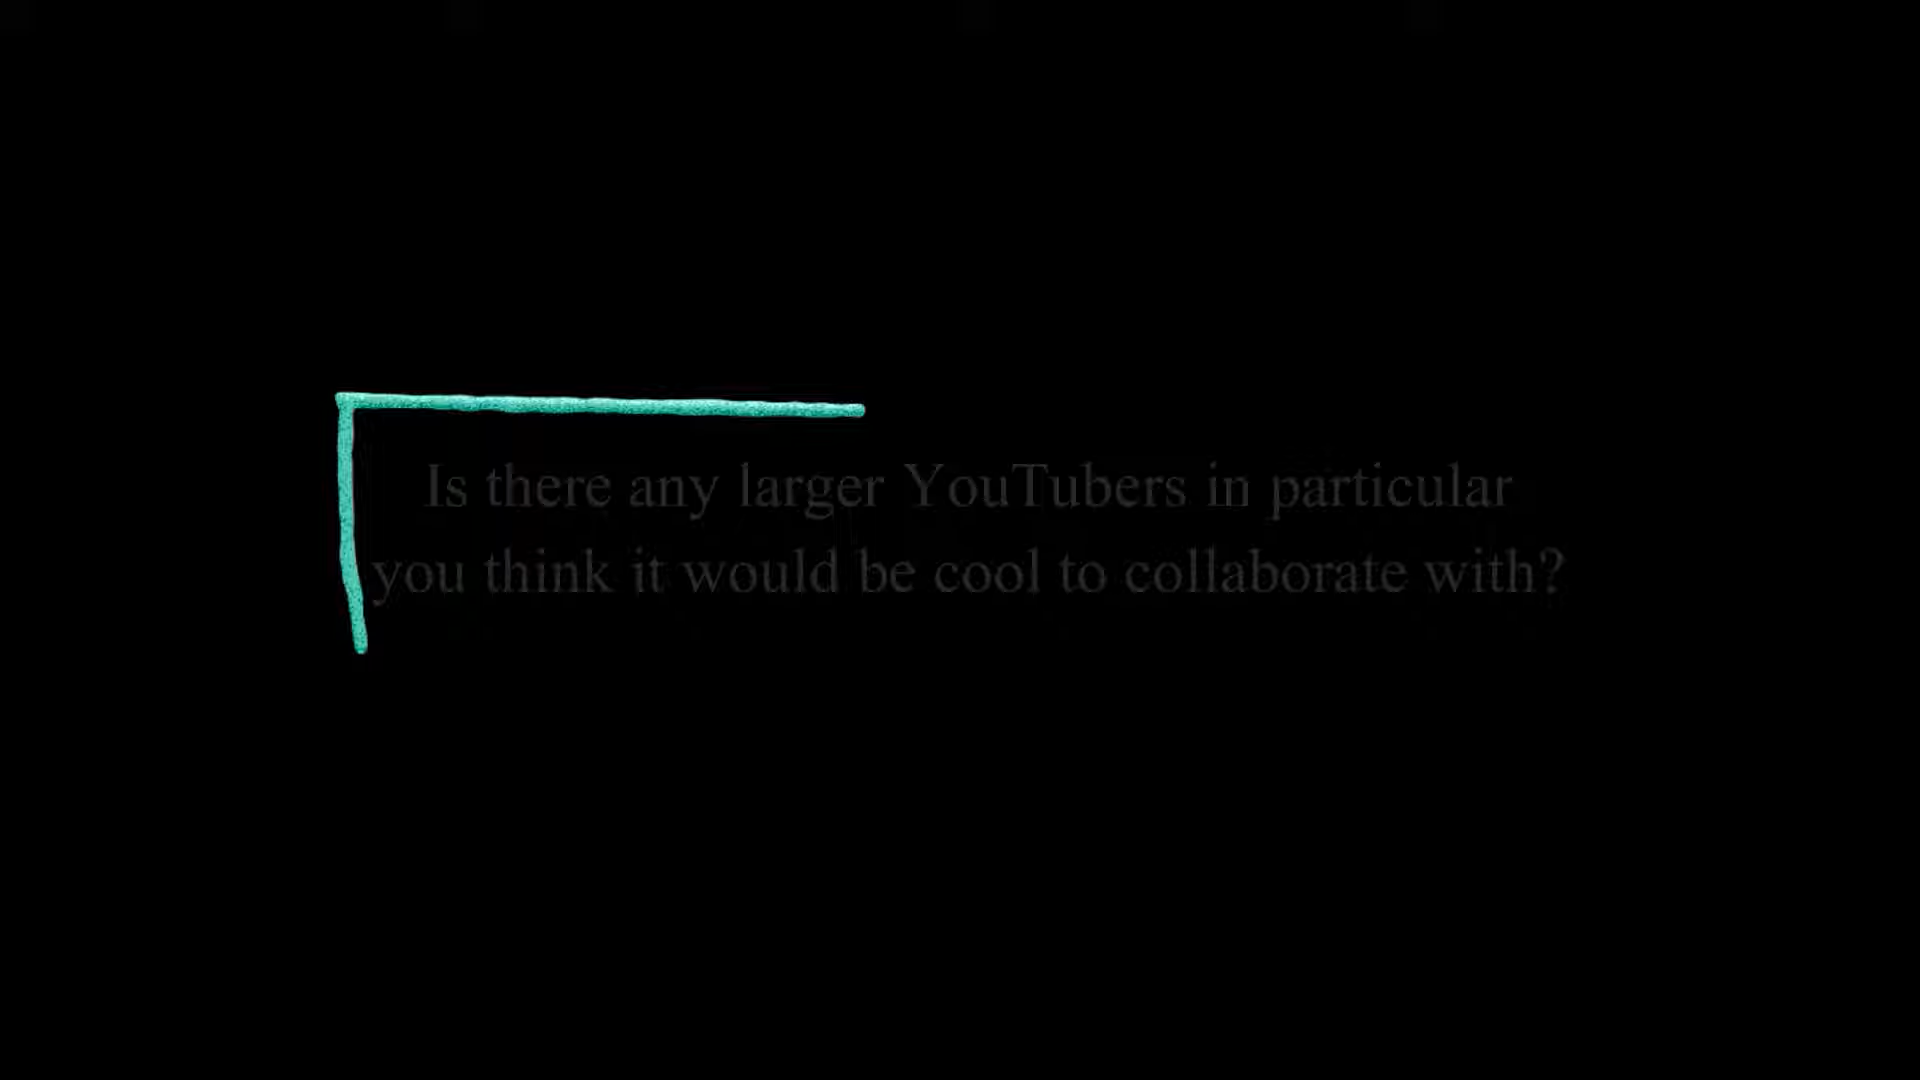 Is there any larger YouTubers in particular
you think it would be cool to collaborate with?